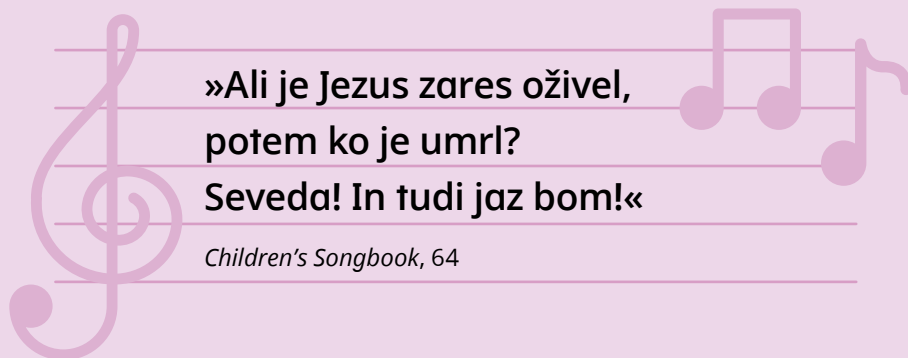 »Ali je Jezus zares oživel,
potem ko je umrl?
Seveda! In tudi jaz bom!«
Children’s Songbook, 64